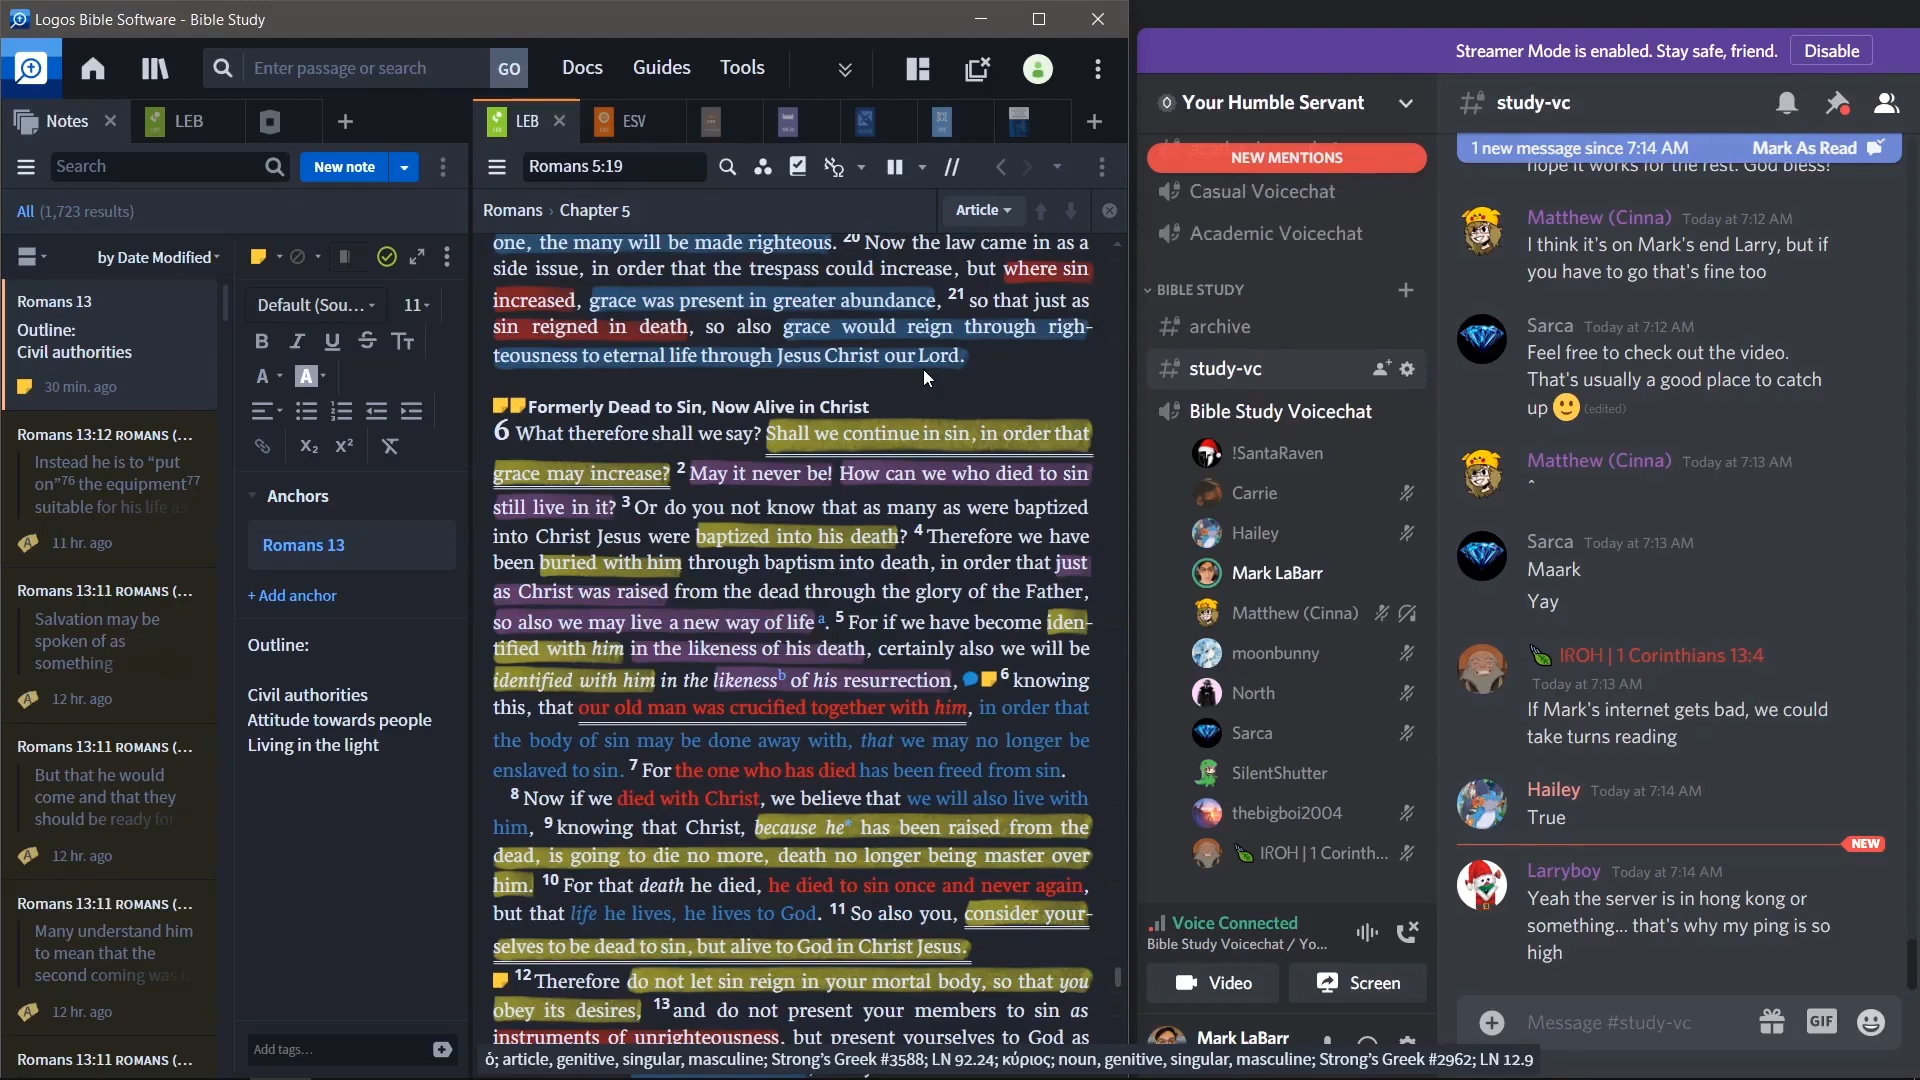 Logos Bible Software - Bible Study
Enter passage or search
GO
Docs
Guides
Tools
Notes
LEB
LEB
ESV
Search
New note
Romans 5:19
All (1,723 results)
Romans › Chapter 5
Article
by Date Modified
Romans 13
Outline:
Civil authorities
30 min. ago
Romans 13:12 ROMANS (...
Instead he is to “put
on”76 the equipment77
suitable for his life as
11 hr. ago
Romans 13:11 ROMANS (...
Salvation may be
spoken of as
something
12 hr. ago
Romans 13:11 ROMANS (...
But that he would
come and that they
should be ready for
12 hr. ago
Romans 13:11 ROMANS (...
Many understand him
to mean that the
second coming was
12 hr. ago
Romans 13:11 ROMANS (...
Default (Sou...
11
Anchors
Romans 13
+ Add anchor
Outline:
Civil authorities
Attitude towards people
Living in the light
Add tags...
one, the many will be made righteous. 20 Now the law came in as a
side issue, in order that the trespass could increase, but where sin
increased, grace was present in greater abundance, 21 so that just as
sin reigned in death, so also grace would reign through righ-
teousness to eternal life through Jesus Christ our Lord.
Formerly Dead to Sin, Now Alive in Christ
6 What therefore shall we say? Shall we continue in sin, in order that
grace may increase? 2 May it never be! How can we who died to sin
still live in it? 3 Or do you not know that as many as were baptized
into Christ Jesus were baptized into his death? 4 Therefore we have
been buried with him through baptism into death, in order that just
as Christ was raised from the dead through the glory of the Father,
so also we may live a new way of life a. 5 For if we have become iden-
tified with him in the likeness of his death, certainly also we will be
identified with him in the likeness b of his resurrection, 6 knowing
this, that our old man was crucified together with him, in order that
the body of sin may be done away with, that we may no longer be
enslaved to sin. 7 For the one who has died has been freed from sin.
8 Now if we died with Christ, we believe that we will also live with
him, 9 knowing that Christ, because he* has been raised from the
dead, is going to die no more, death no longer being master over
him. 10 For that death he died, he died to sin once and never again,
but that life he lives, he lives to God. 11 So also you, consider your-
selves to be dead to sin, but alive to God in Christ Jesus.
12 Therefore do not let sin reign in your mortal body, so that you
obey its desires, 13 and do not present your members to sin as
instruments of unrighteousness, but present yourselves to God as
ὁ; article, genitive, singular, masculine; Strong’s Greek #3588; LN 92.24; κύριος; noun, genitive, singular, masculine; Strong’s Greek #2962; LN 12.9
Streamer Mode is enabled. Stay safe, friend.
Disable
Your Humble Servant
NEW MENTIONS
Casual Voicechat
Academic Voicechat
BIBLE STUDY
archive
study-vc
Bible Study Voicechat
!SantaRaven
Carrie
Hailey
Mark LaBarr
Matthew (Cinna)
moonbunny
North
Sarca
SilentShutter
thebigboi2004
IROH | 1 Corinth...
Voice Connected
Bible Study Voicechat / Yo...
Video
Screen
Mark LaBarr
study-vc
1 new message since 7:14 AM
Mark As Read
hope it works for the rest. God bless!
Matthew (Cinna) Today at 7:12 AM
I think it's on Mark's end Larry, but if
you have to go that's fine too
Sarca Today at 7:12 AM
Feel free to check out the video.
That's usually a good place to catch
up (edited)
Matthew (Cinna) Today at 7:13 AM
^
Sarca Today at 7:13 AM
Maark
Yay
IROH | 1 Corinthians 13:4
Today at 7:13 AM
If Mark's internet gets bad, we could
take turns reading
Hailey Today at 7:14 AM
True
NEW
Larryboy Today at 7:14 AM
Yeah the server is in hong kong or
something... that's why my ping is so
high
Message #study-vc
GIF